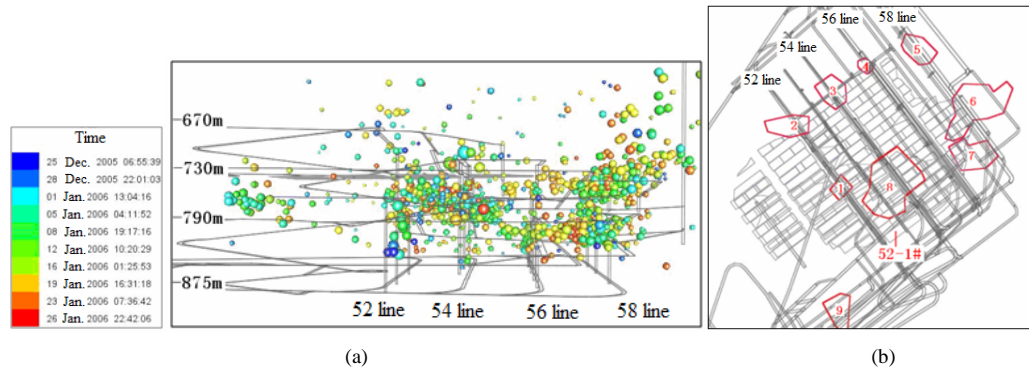 Time
25 Dec. 2005 06:55:39
28 Dec. 2005 22:01:03
01 Jan. 2006 13:04:16
05 Jan. 2006 04:11:52
08 Jan. 2006 19:17:16
12 Jan. 2006 10:20:29
16 Jan. 2006 01:25:53
19 Jan. 2006 16:31:18
23 Jan. 2006 07:36:42
26 Jan. 2006 22:42:06
670m
730m
790m
875m
52 line
54 line
56 line
58 line
(a)
56 line
58 line
54 line
52 line
5
4
3
6
2
7
1
8
52-1#
9
(b)